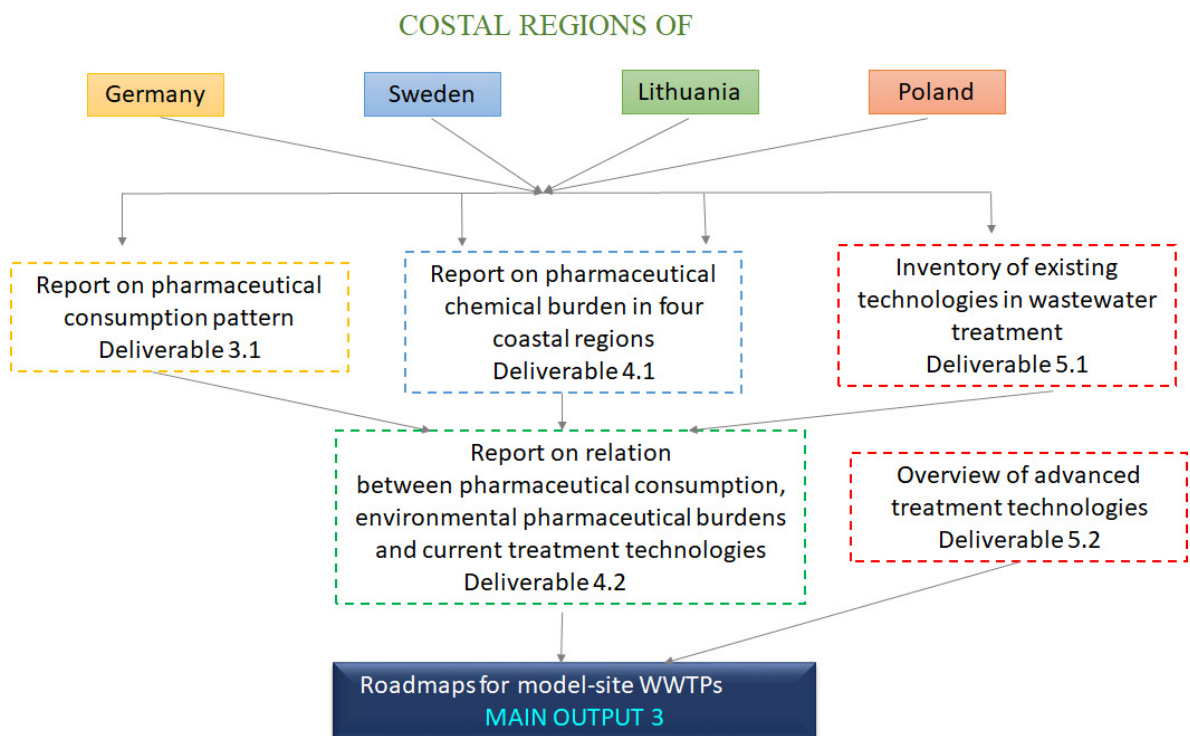 COSTAL REGIONS OF
Germany
Sweden
Lithuania
Poland
Report on pharmaceutical
consumption pattern
Deliverable 3.1
Report on pharmaceutical
chemical burden in four
coastal regions
Deliverable 4.1
Inventory of existing
technologies in wastewater
treatment
Deliverable 5.1
Report on relation
between pharmaceutical consumption,
environmental pharmaceutical burdens
and current treatment technologies
Deliverable 4.2
Overview of advanced
treatment technologies
Deliverable 5.2
Roadmaps for model-site WWTPs
MAIN OUTPUT 3